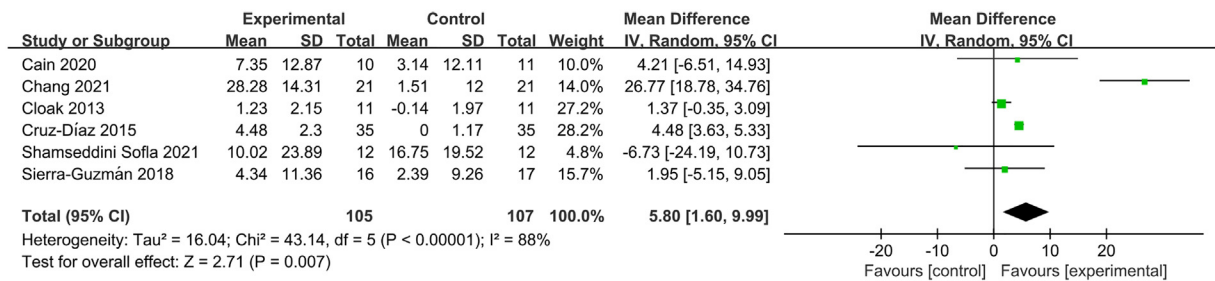 Experimental Control Mean Difference Mean Difference
Study or Subgroup Mean SD Total Mean SD Total Weight IV, Random, 95% CI IV, Random, 95% CI
Cain 2020 7.35 12.87 10 3.14 12.11 11 10.0% 4.21 [-6.51, 14.93]
Chang 2021 28.28 14.31 21 1.51 12 21 14.0% 26.77 [18.78, 34.76]
Cloak 2013 1.23 2.15 11 -0.14 1.97 11 27.2% 1.37 [-0.35, 3.09]
Cruz-Díaz 2015 4.48 2.3 35 0 1.17 35 28.2% 4.48 [3.63, 5.33]
Shamseddini Sofla 2021 10.02 23.89 12 16.75 19.52 12 4.8% -6.73 [-24.19, 10.73]
Sierra-Guzmán 2018 4.34 11.36 16 2.39 9.26 17 15.7% 1.95 [-5.15, 9.05]
Total (95% CI) 105 107 100.0% 5.80 [1.60, 9.99]
Heterogeneity: Tau² = 16.04; Chi² = 43.14, df = 5 (P < 0.00001); I² = 88%
Test for overall effect: Z = 2.71 (P = 0.007)
-20 -10 0 10 20
Favours [control] Favours [experimental]